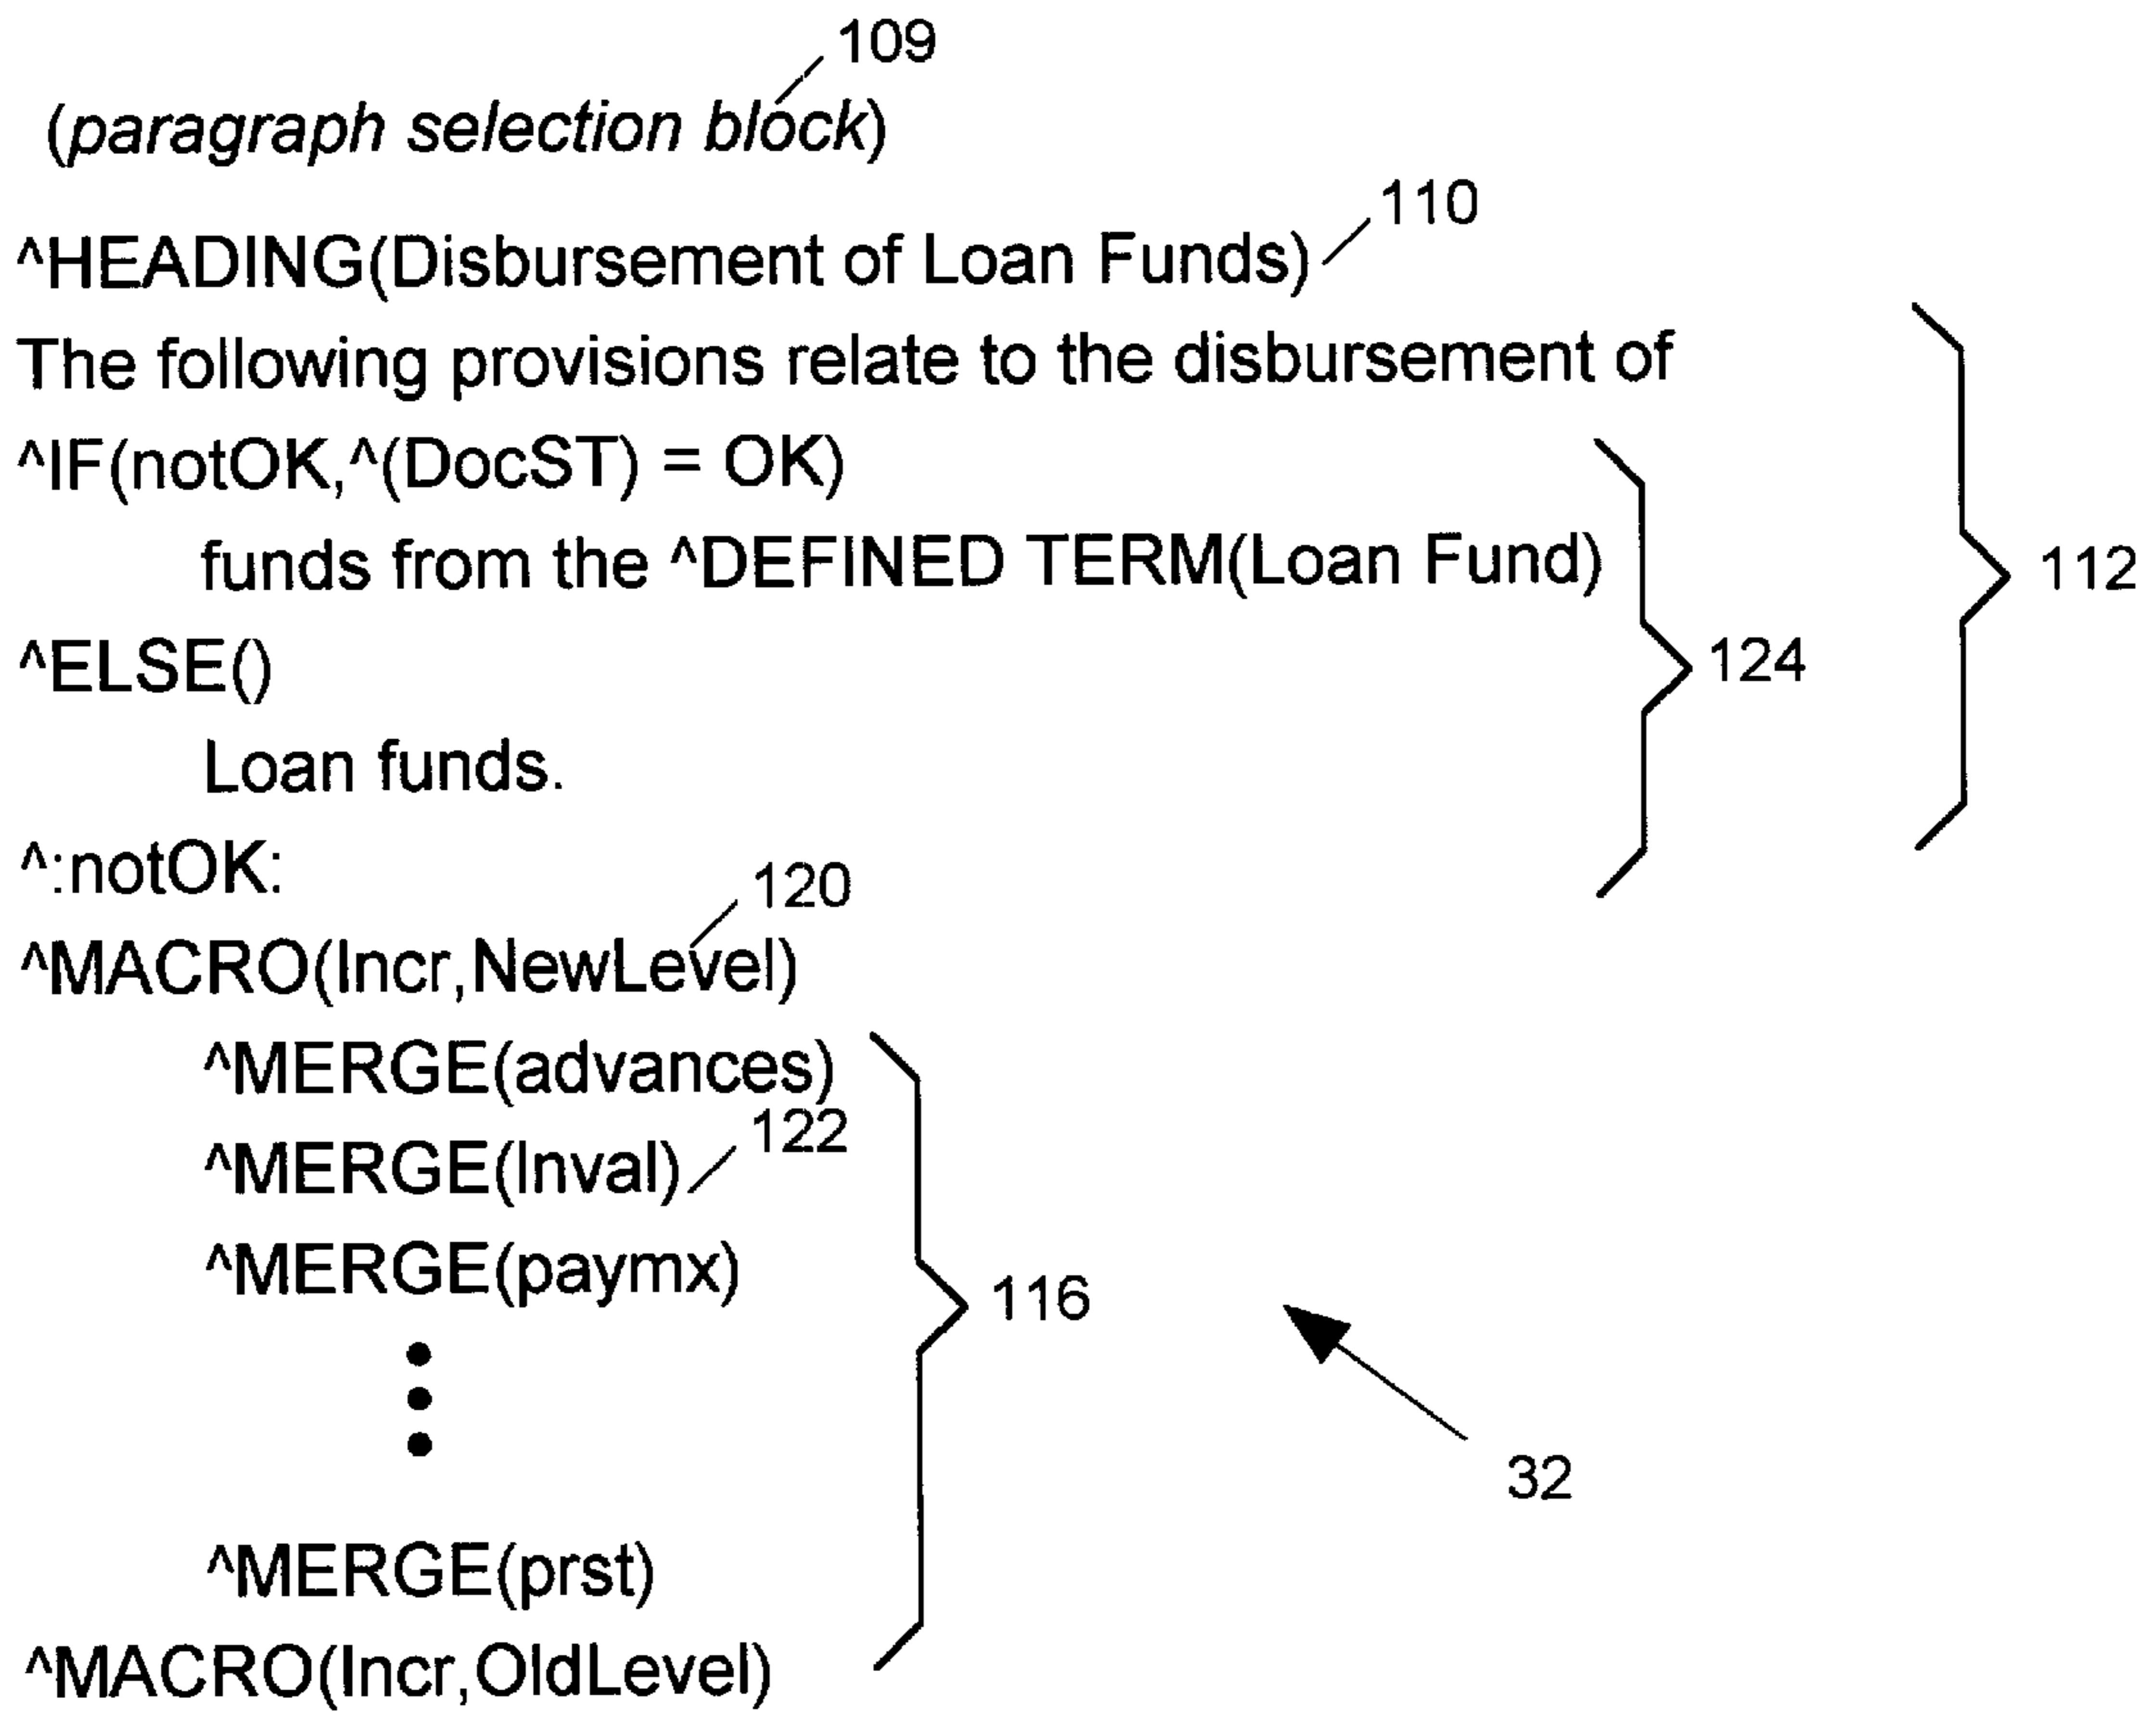 109
(paragraph selection block)
110
^HEADING(Disbursement of Loan Funds)
The following provisions relate to the disbursement of
^IF(notOK,^(DocST) = OK)
funds from the ^DEFINED TERM(Loan Fund)
112
^ELSE()
124
Loan funds.
^:notOK:
120
^MACRO(Incr,NewLevel)
^MERGE(advances)
122
^MERGE(Inval)
^MERGE(paymx)
116
32
^MERGE(prst)
^MACRO(Incr,OldLevel)